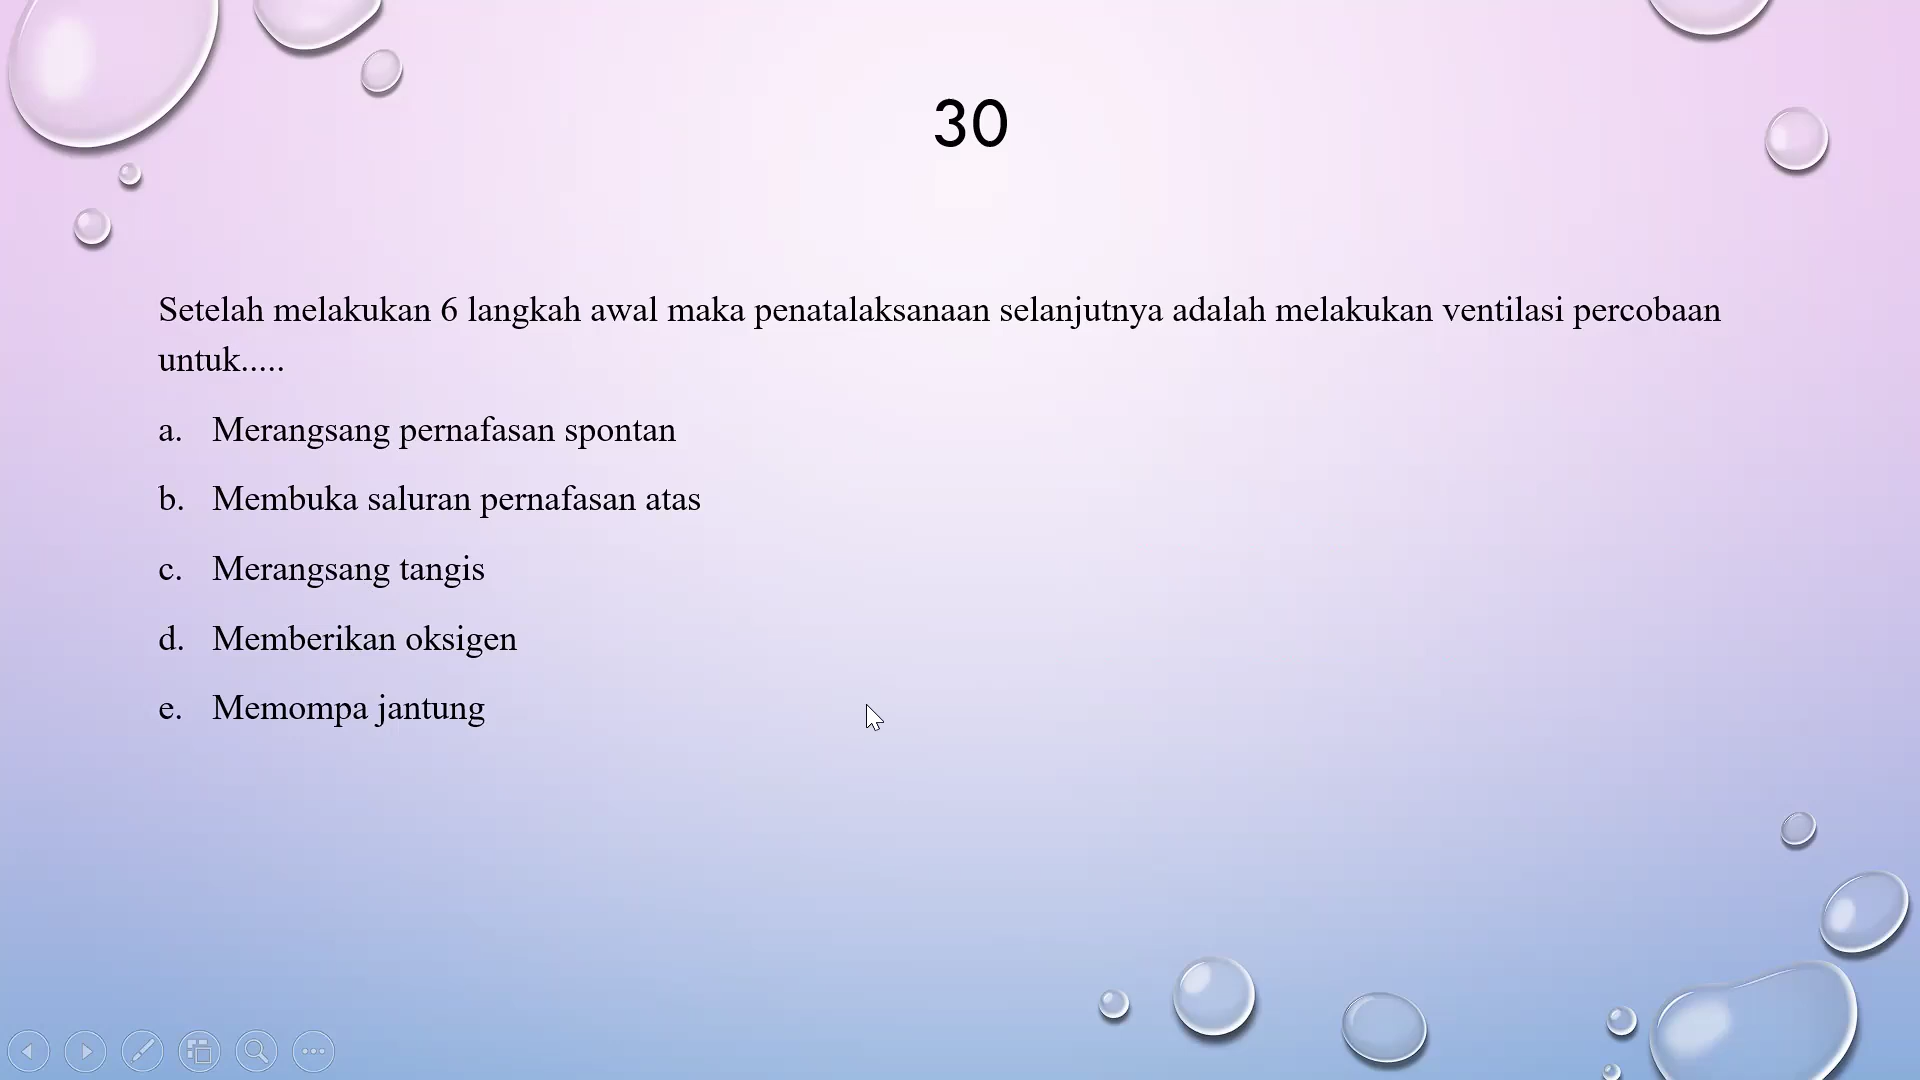 30
Setelah melakukan 6 langkah awal maka penatalaksanaan selanjutnya adalah melakukan ventilasi percobaan
untuk.....
a. Merangsang pernafasan spontan
b. Membuka saluran pernafasan atas
c. Merangsang tangis
d. Memberikan oksigen
e. Memompa jantung